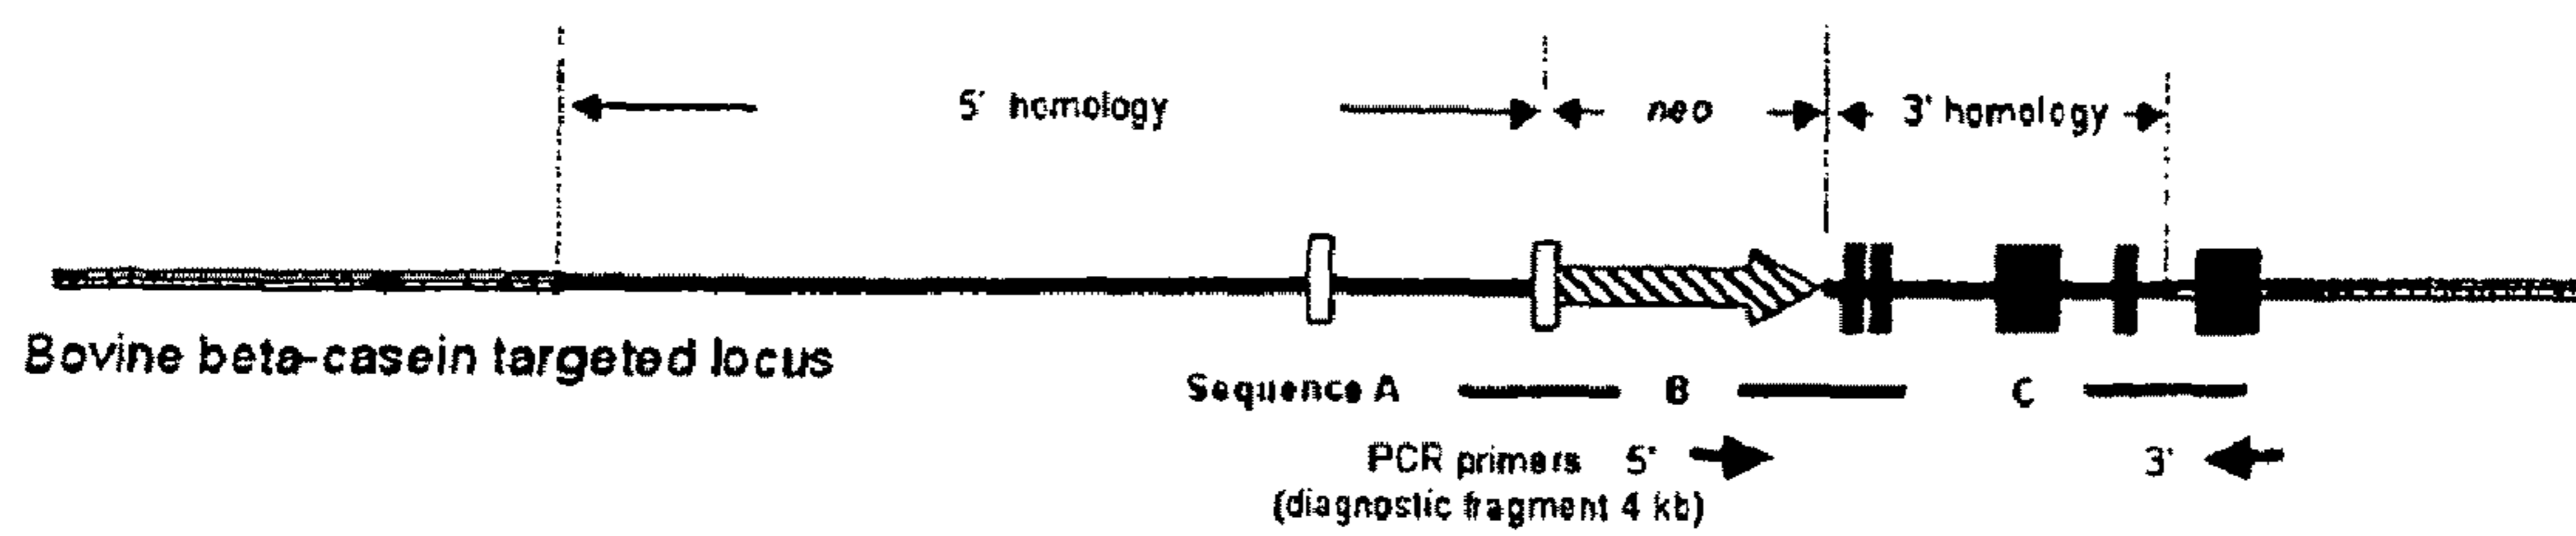 5' homology neo 3' homology
Bovine beta-casein targeted locus
Sequence A B C
PCR primers 5' 3'
(diagnostic fragment 4 kb)